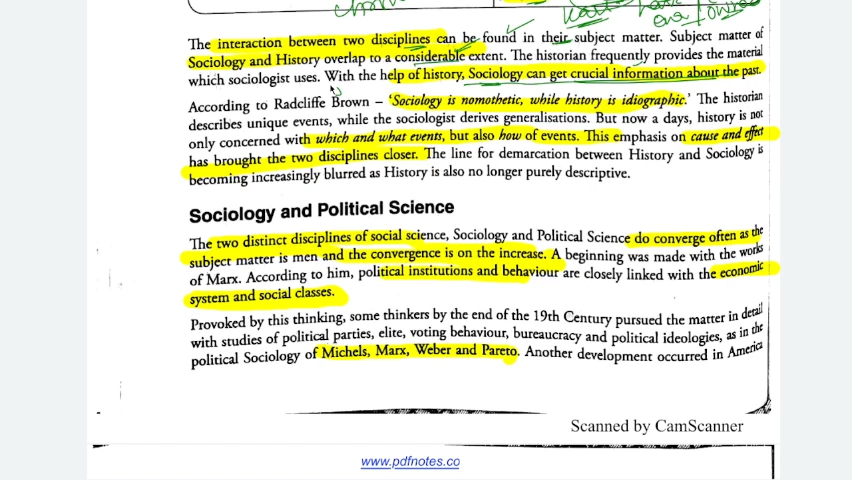 The interaction between two disciplines can be found in their subject matter. Subject matter of
Sociology and History overlap to a considerable extent. The historian frequently provides the material
which sociologist uses. With the help of history, Sociology can get crucial information about the past.
According to Radcliffe Brown – 'Sociology is nomothetic, while history is idiographic.' The historian
describes unique events, while the sociologist derives generalisations. But now a days, history is not
only concerned with which and what events, but also how of events. This emphasis on cause and effect
has brought the two disciplines closer. The line for demarcation between History and Sociology is
becoming increasingly blurred as History is also no longer purely descriptive.
Sociology and Political Science
The two distinct disciplines of social science, Sociology and Political Science do converge often as the
subject matter is men and the convergence is on the increase. A beginning was made with the works
of Marx. According to him, political institutions and behaviour are closely linked with the economic
system and social classes.
Provoked by this thinking, some thinkers by the end of the 19th Century pursued the matter in detail
with studies of political parties, elite, voting behaviour, bureaucracy and political ideologies, as in the
political Sociology of Michels, Marx, Weber and Pareto. Another development occurred in America
Scanned by CamScanner
www.pdfnotes.co